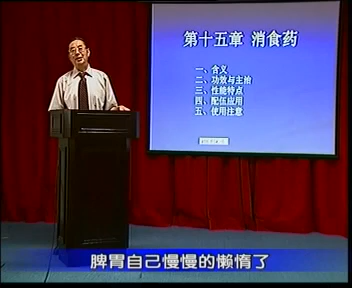 第十五章 消食药
一、含义
二、功效与主治
三、性能特点
四、配伍应用
五、使用注意
脾胃自己慢慢的懒惰了